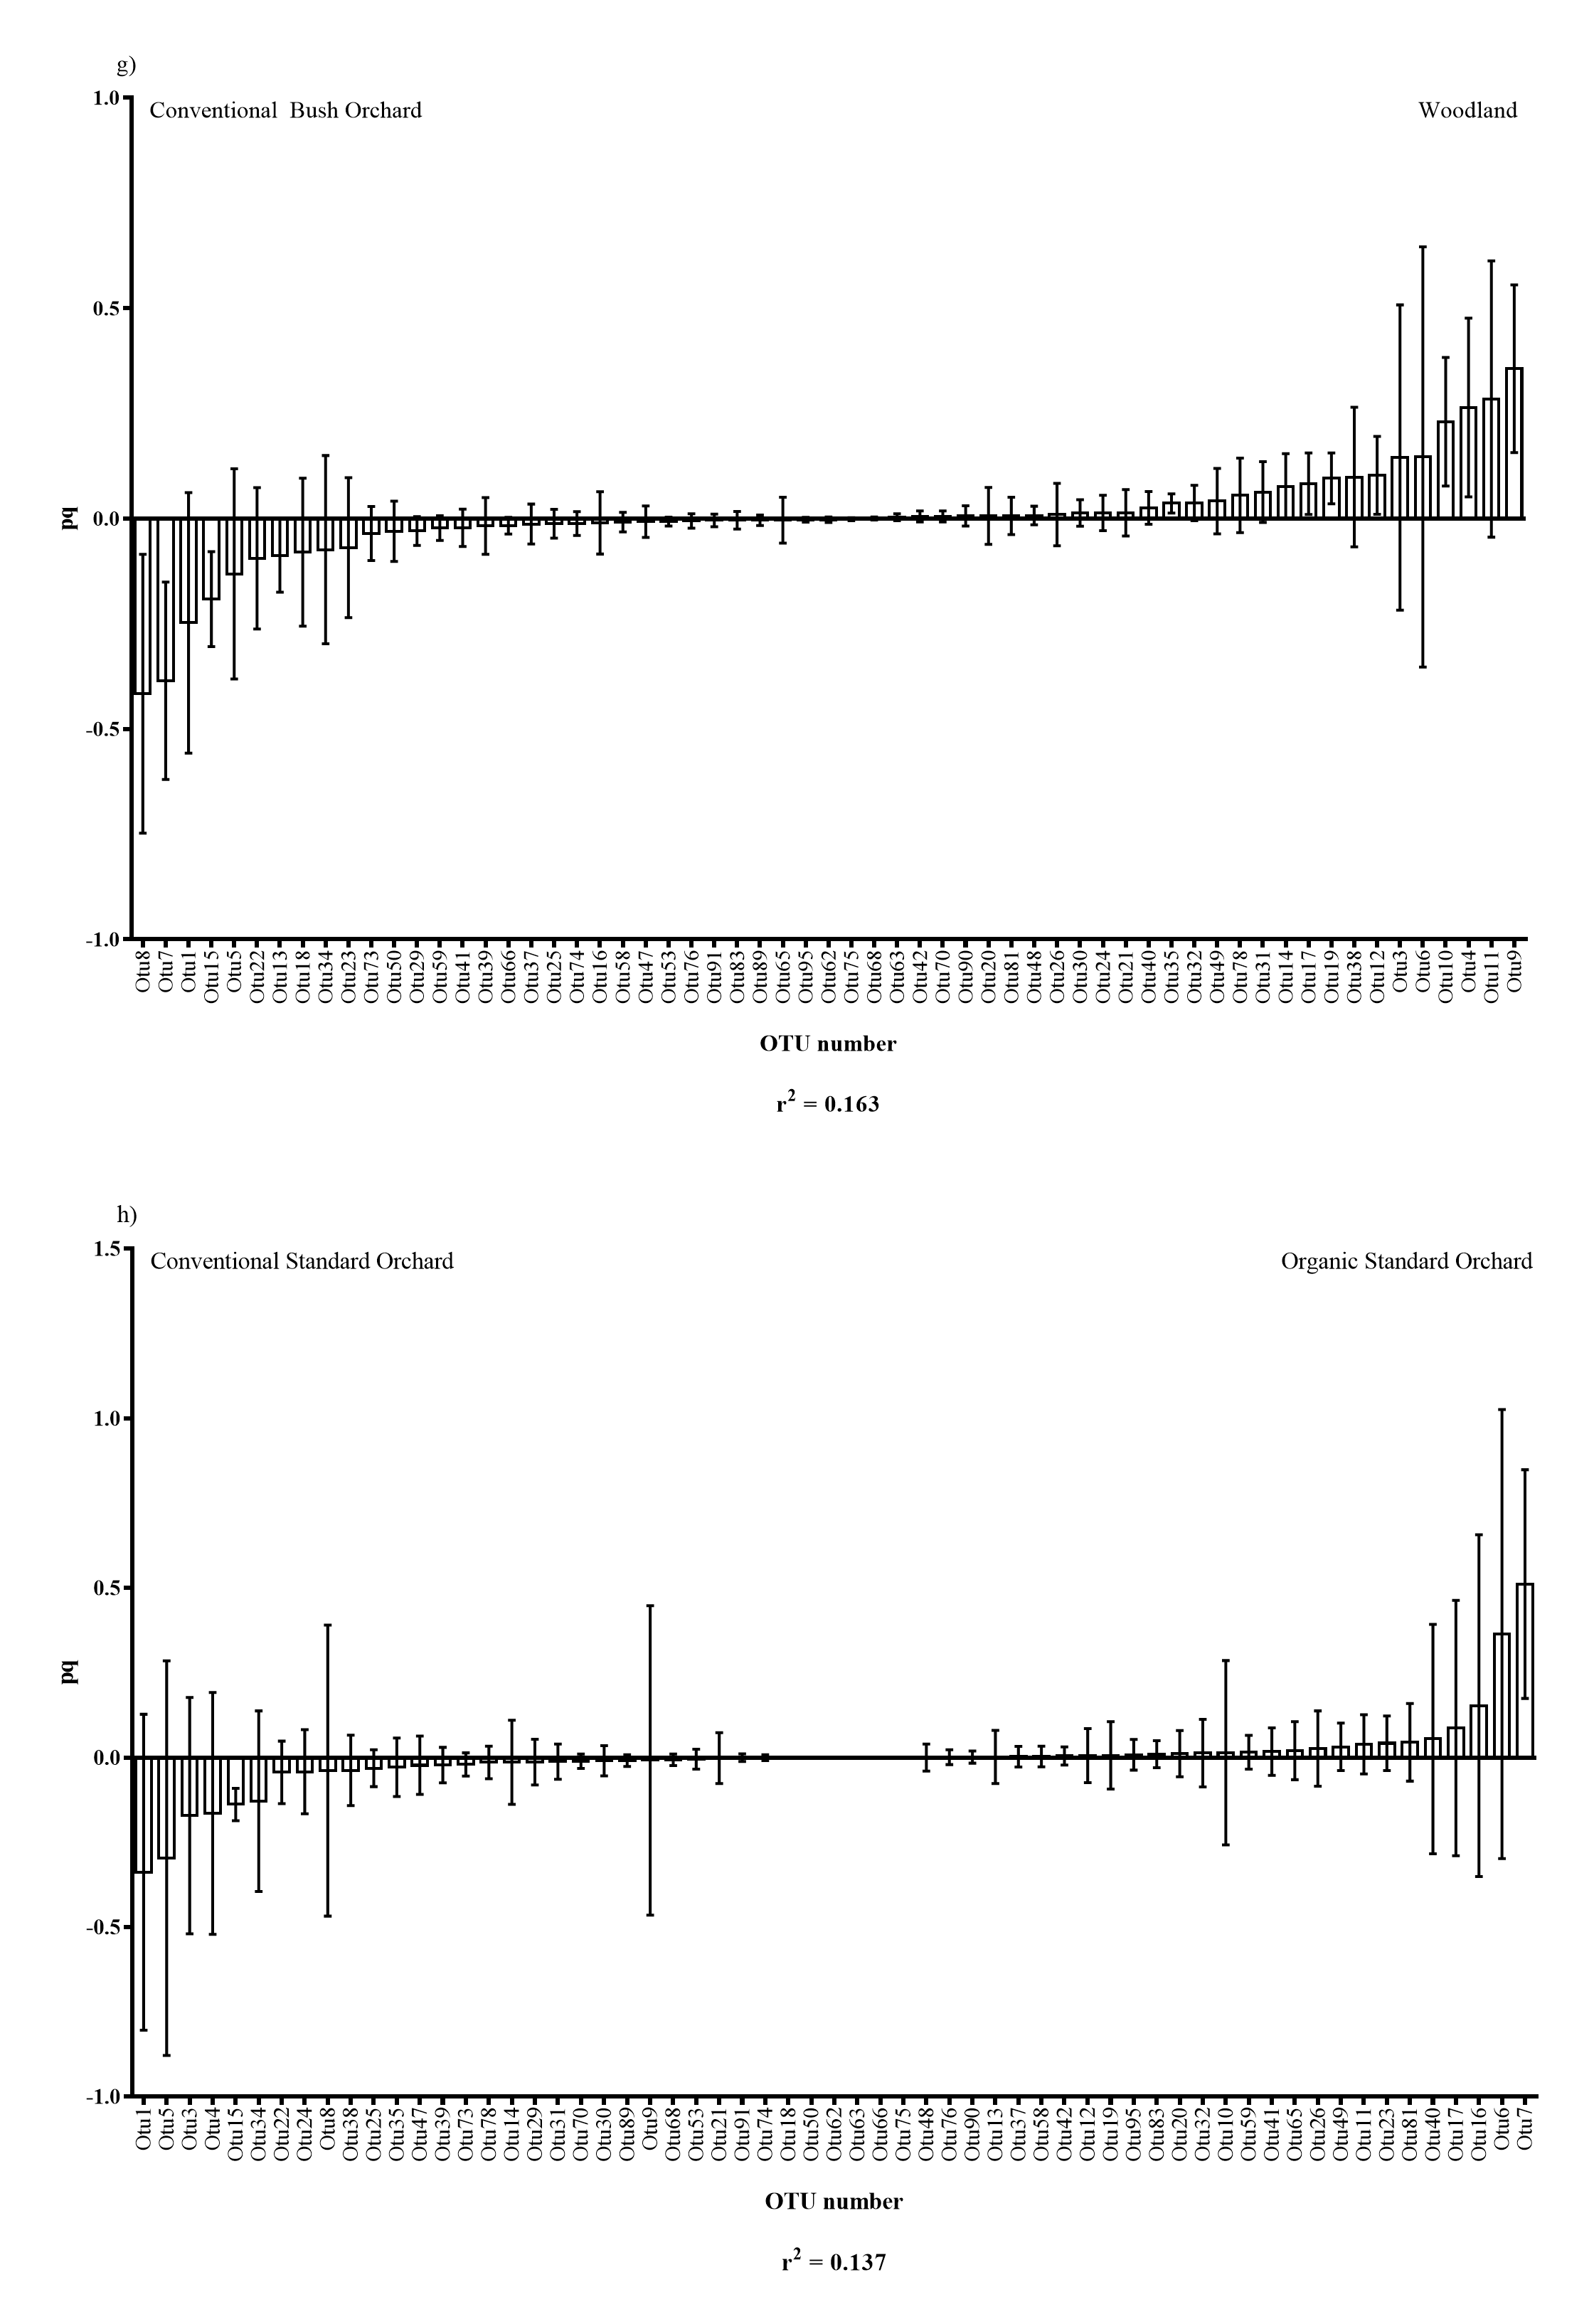 g)
Conventional  Bush Orchard
Woodland
1.0
0.5
0.0
-0.5
-1.0
pq
Otu8
Otu7
Otu1
Otu15
Otu5
Otu22
Otu13
Otu18
Otu34
Otu23
Otu73
Otu50
Otu29
Otu59
Otu41
Otu39
Otu66
Otu37
Otu25
Otu74
Otu16
Otu58
Otu47
Otu53
Otu76
Otu91
Otu83
Otu89
Otu65
Otu95
Otu62
Otu75
Otu68
Otu63
Otu42
Otu70
Otu90
Otu20
Otu81
Otu48
Otu26
Otu30
Otu24
Otu21
Otu40
Otu35
Otu32
Otu49
Otu78
Otu31
Otu14
Otu17
Otu19
Otu38
Otu12
Otu3
Otu6
Otu10
Otu4
Otu11
Otu9
OTU number
r² = 0.163
h)
Conventional Standard Orchard
Organic Standard Orchard
1.5
1.0
0.5
0.0
-0.5
-1.0
pq
Otu1
Otu5
Otu3
Otu4
Otu15
Otu34
Otu22
Otu24
Otu8
Otu38
Otu25
Otu35
Otu47
Otu39
Otu73
Otu78
Otu14
Otu29
Otu31
Otu70
Otu30
Otu89
Otu9
Otu68
Otu53
Otu21
Otu91
Otu74
Otu18
Otu50
Otu62
Otu63
Otu66
Otu75
Otu48
Otu76
Otu90
Otu13
Otu37
Otu58
Otu42
Otu12
Otu19
Otu95
Otu83
Otu20
Otu32
Otu10
Otu59
Otu41
Otu65
Otu26
Otu49
Otu11
Otu23
Otu81
Otu40
Otu17
Otu16
Otu6
Otu7
OTU number
r² = 0.137